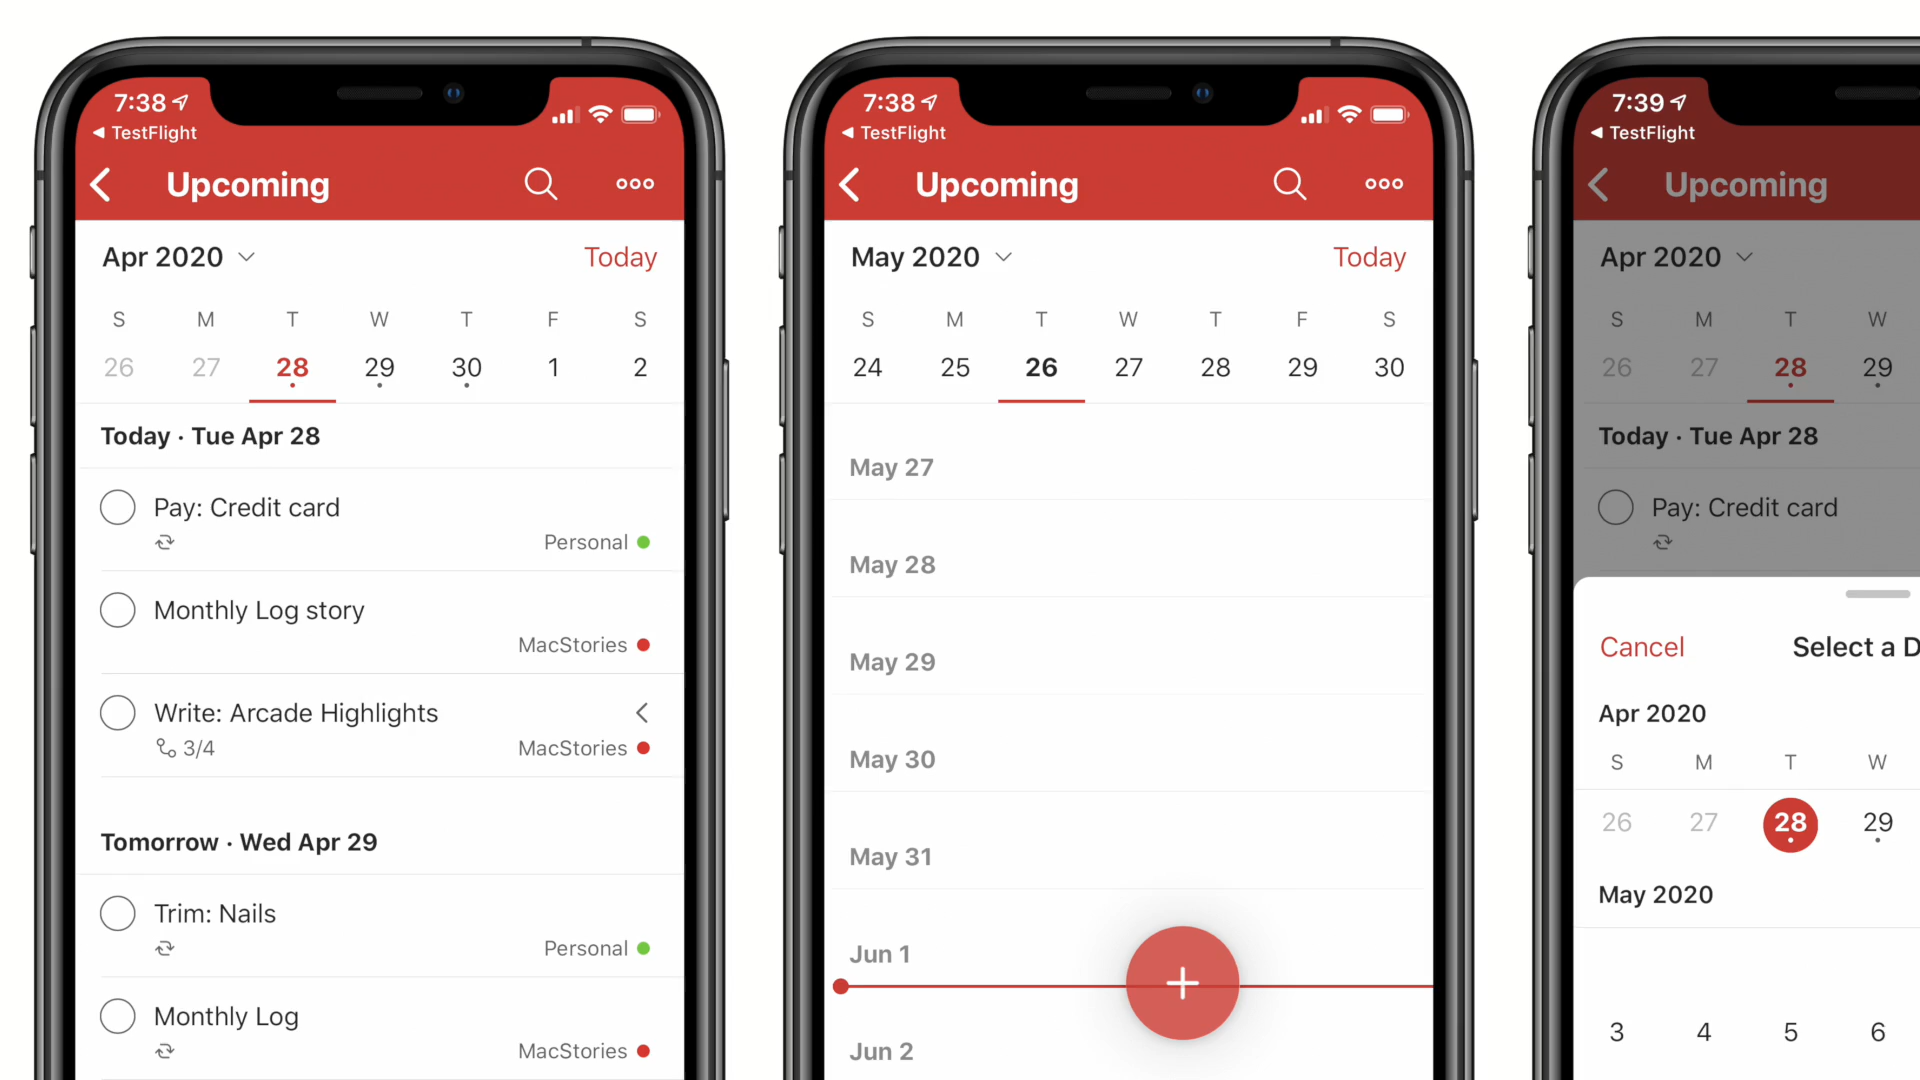 7:38
TestFlight
Upcoming
Apr 2020
Today
S M T W T F S
26 27 28 29 30 1 2
Today · Tue Apr 28
Pay: Credit card
Personal
Monthly Log story
MacStories
Write: Arcade Highlights
3/4 MacStories
Tomorrow · Wed Apr 29
Trim: Nails
Personal
Monthly Log
MacStories
7:38
TestFlight
Upcoming
May 2020
Today
S M T W T F S
24 25 26 27 28 29 30
May 27
May 28
May 29
May 30
May 31
Jun 1
Jun 2
7:39
TestFlight
Upcoming
Apr 2020
S M T W
26 27 28 29
Today · Tue Apr 28
Pay: Credit card
Cancel
Select a D
Apr 2020
S M T W
26 27 28 29
May 2020
3 4 5 6